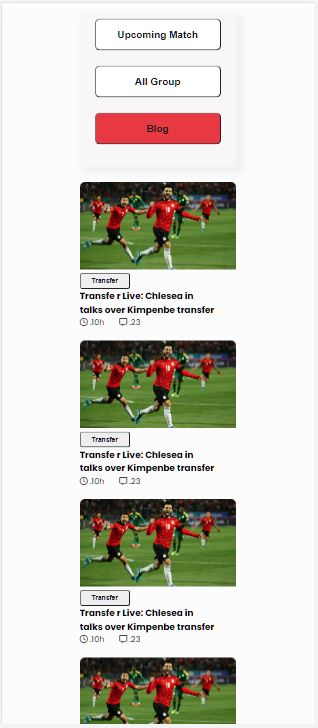 Upcoming Match
All Group
Blog
Transfer
Transfe r Live: Chlesea in
talks over Kimpenbe transfer
.10h .23
Transfer
Transfe r Live: Chlesea in
talks over Kimpenbe transfer
.10h .23
Transfer
Transfe r Live: Chlesea in
talks over Kimpenbe transfer
.10h .23